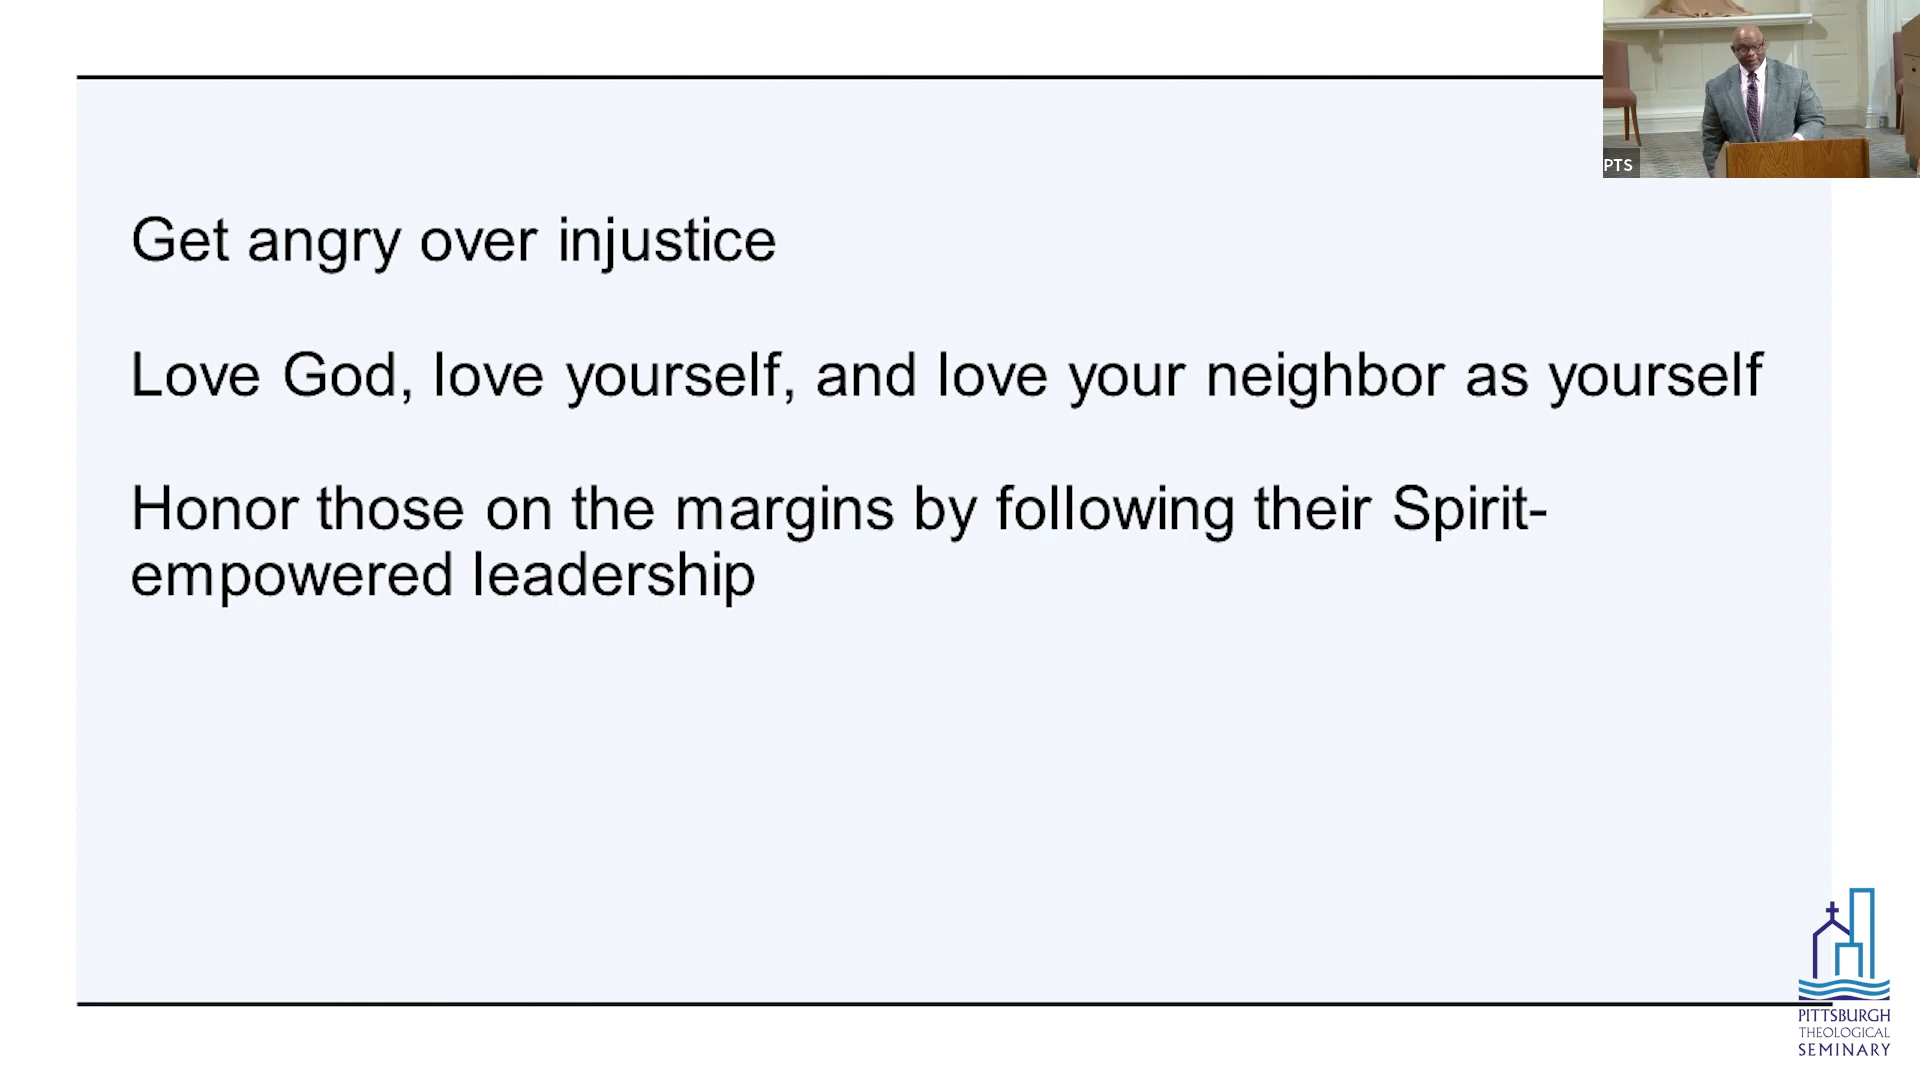 PTS
Get angry over injustice
Love God, love yourself, and love your neighbor as yourself
Honor those on the margins by following their Spirit-
empowered leadership
PITTSBURGH
THEOLOGICAL
SEMINARY